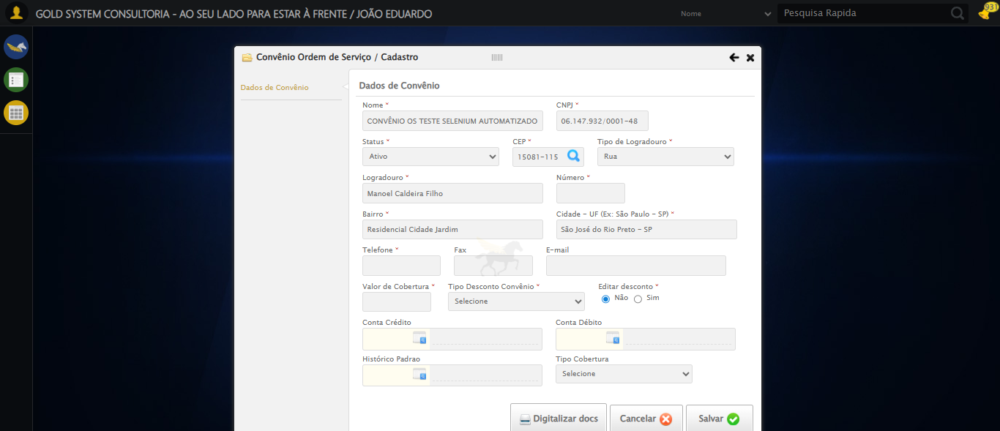 GOLD SYSTEM CONSULTORIA - AO SEU LADO PARA ESTAR À FRENTE / JOÃO EDUARDO
Nome
Pesquisa Rapida
931
Convênio Ordem de Serviço / Cadastro
Dados de Convênio
Dados de Convênio
Nome * CNPJ *
CONVÊNIO OS TESTE SELENIUM AUTOMATIZADO 06.147.932/0001-48
Status * CEP * Tipo de Logradouro *
Ativo 15081-115 Rua
Logradouro * Número *
Manoel Caldeira Filho
Bairro * Cidade - UF (Ex: São Paulo - SP) *
Residencial Cidade Jardim São José do Rio Preto - SP
Telefone * Fax E-mail
Valor de Cobertura * Tipo Desconto Convênio * Editar desconto *
Selecione Não Sim
Conta Crédito Conta Débito
Histórico Padrao Tipo Cobertura
Selecione
Digitalizar docs Cancelar Salvar